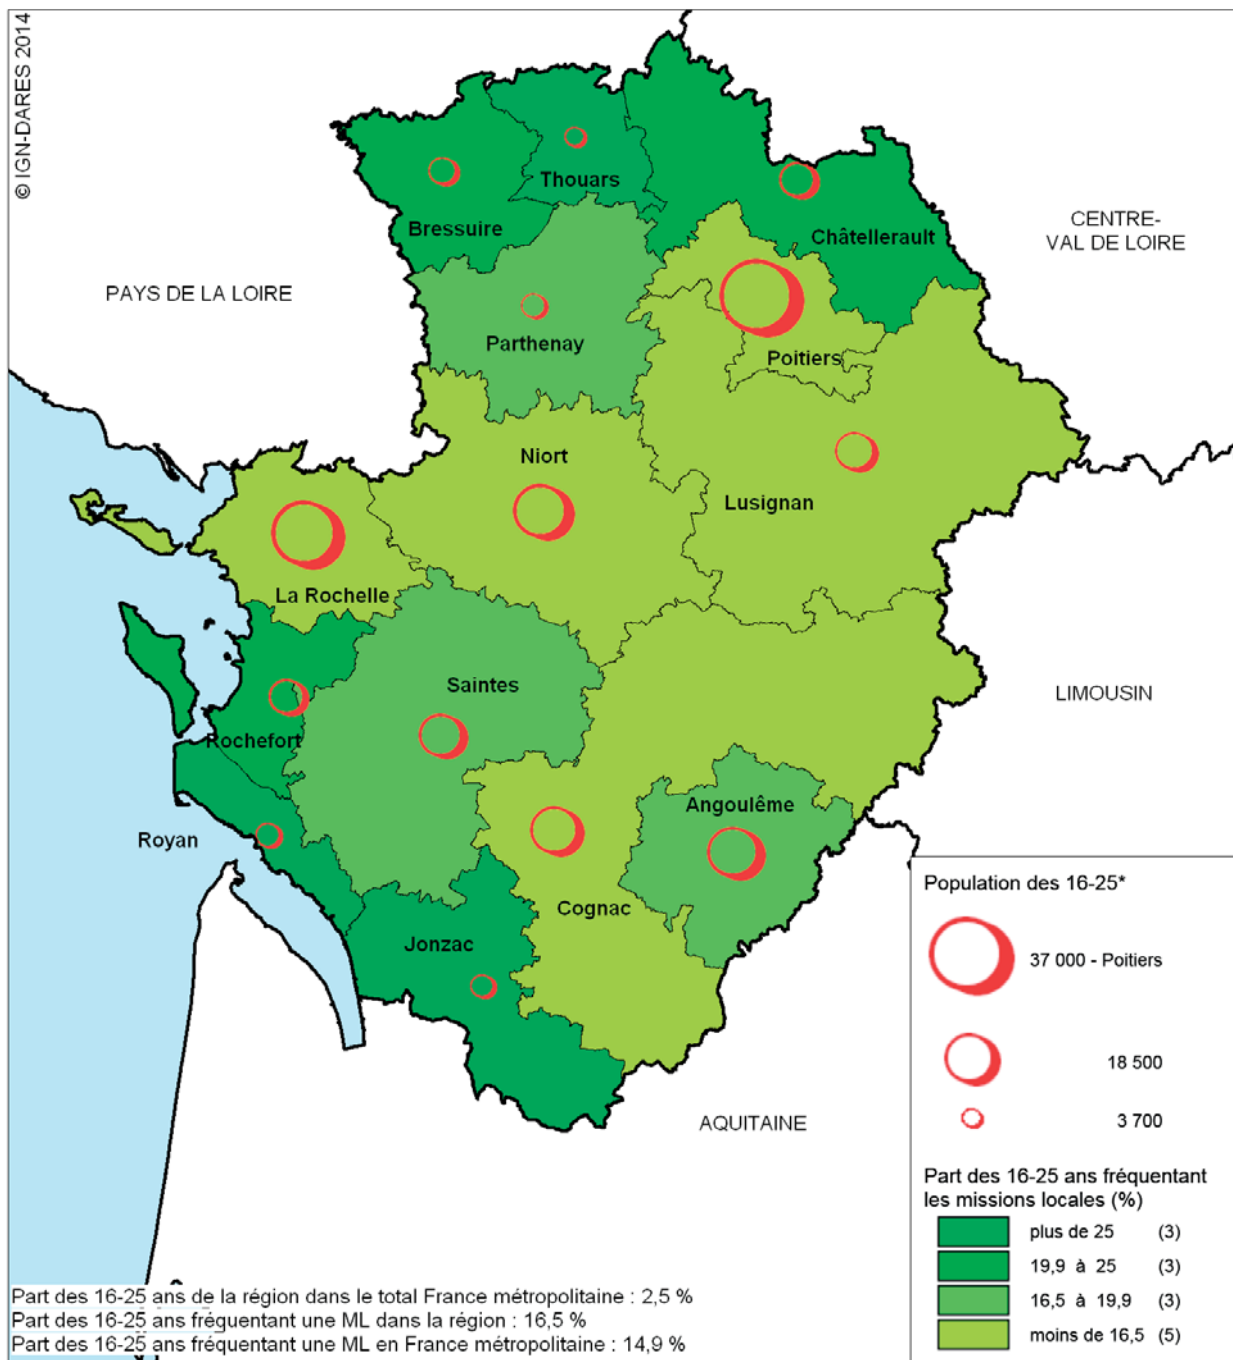 © IGN-DARES 2014
Thouars
Bressuire
Châtellerault
CENTRE-
VAL DE LOIRE
PAYS DE LA LOIRE
Parthenay
Poitiers
Niort
Lusignan
La Rochelle
Saintes
LIMOUSIN
Rochefort
Angoulême
Royan
Cognac
Jonzac
AQUITAINE
Population des 16-25*
37 000 - Poitiers
18 500
3 700
Part des 16-25 ans fréquentant
les missions locales (%)
plus de 25 (3)
19,9 à 25 (3)
16,5 à 19,9 (3)
moins de 16,5 (5)
Part des 16-25 ans de la région dans le total France métropolitaine : 2,5 %
Part des 16-25 ans fréquentant une ML dans la région : 16,5 %
Part des 16-25 ans fréquentant une ML en France métropolitaine : 14,9 %